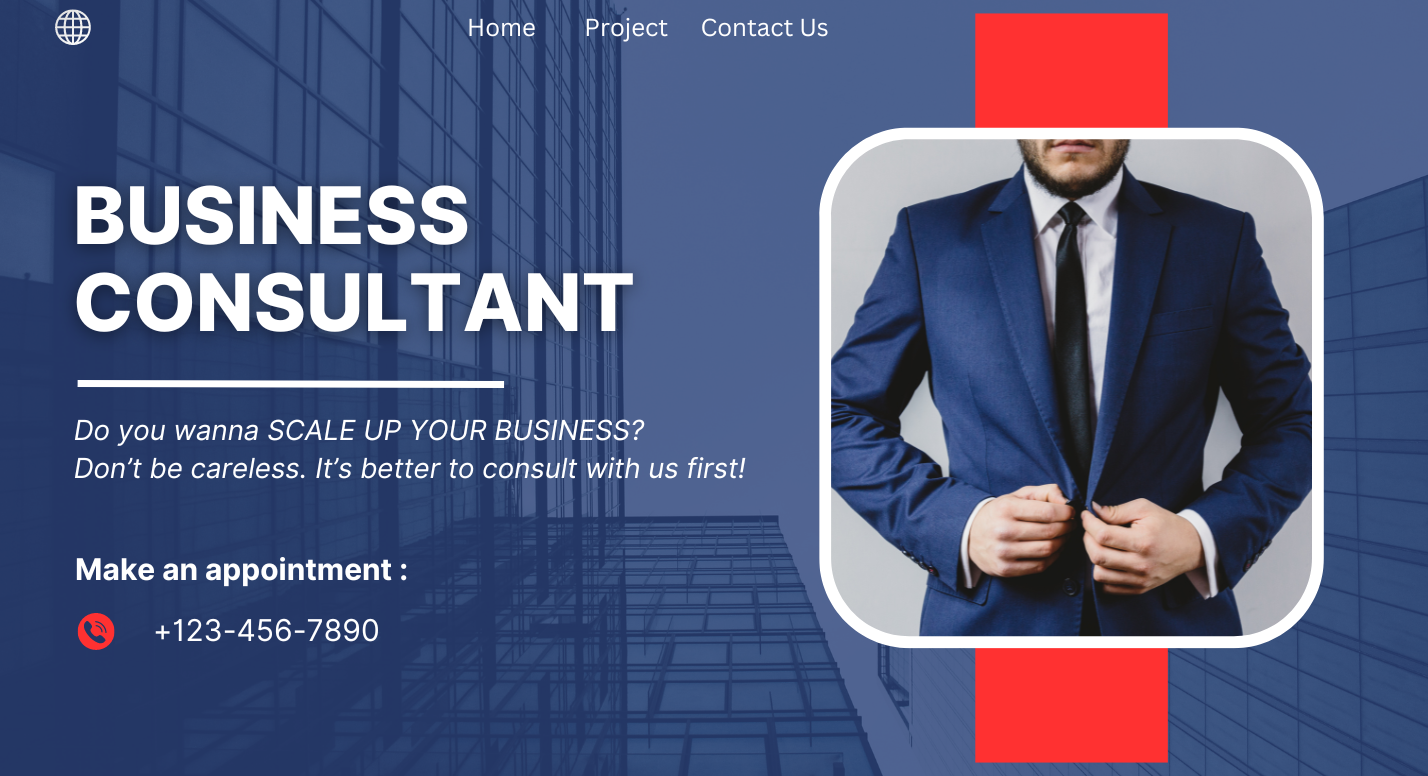 Home Project Contact Us
BUSINESS
CONSULTANT
Do you wanna SCALE UP YOUR BUSINESS?
Don’t be careless. It’s better to consult with us first!
Make an appointment :
+123-456-7890